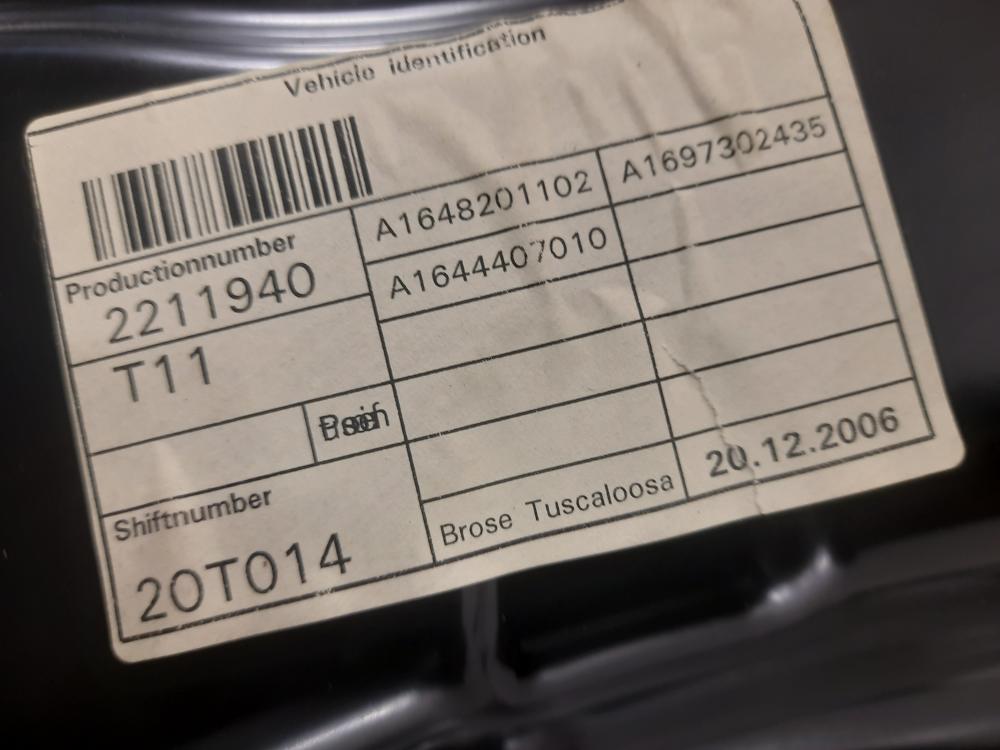 Vehicle identification
A1648201102 A1697302435
Productionnumber
2211940
A1644407010
T11
Shiftnumber
20T014
Brose Tuscaloosa 20.12.2006